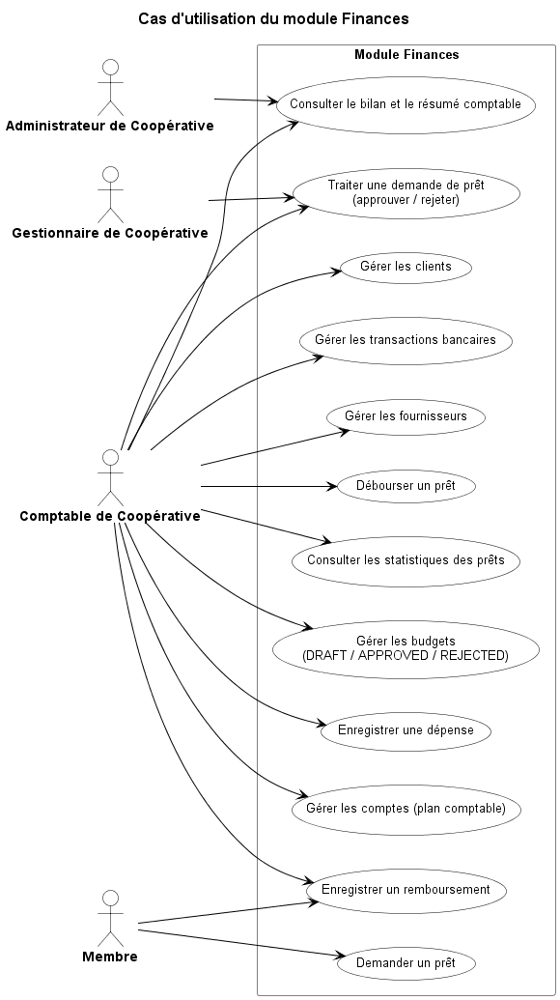 Cas d'utilisation du module Finances
Module Finances
Consulter le bilan et le résumé comptable
Administrateur de Coopérative
Traiter une demande de prêt
(approuver / rejeter)
Gestionnaire de Coopérative
Gérer les clients
Gérer les transactions bancaires
Gérer les fournisseurs
Débourser un prêt
Comptable de Coopérative
Consulter les statistiques des prêts
Gérer les budgets
(DRAFT / APPROVED / REJECTED)
Enregistrer une dépense
Gérer les comptes (plan comptable)
Enregistrer un remboursement
Membre
Demander un prêt